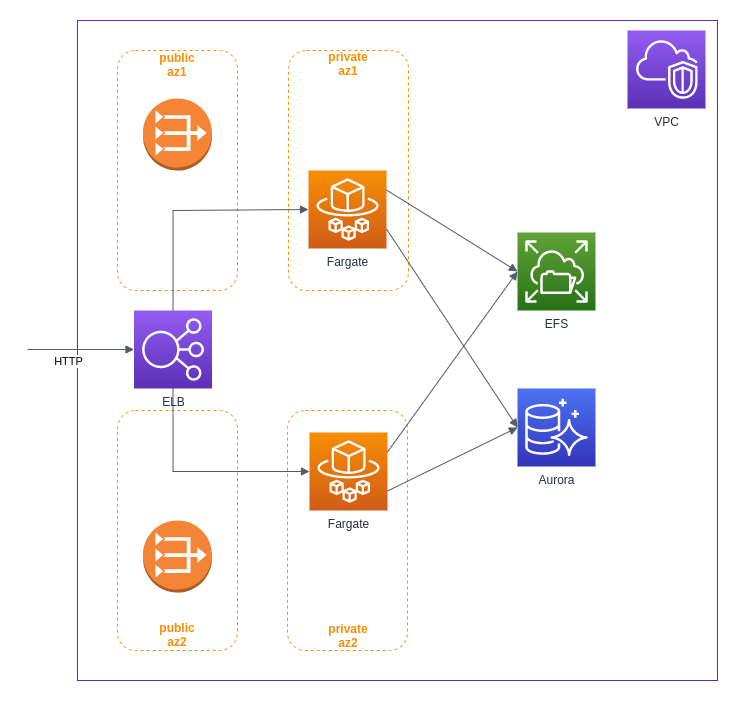 public
az1
private
az1
VPC
Fargate
EFS
HTTP
ELB
Fargate
Aurora
public
az2
private
az2